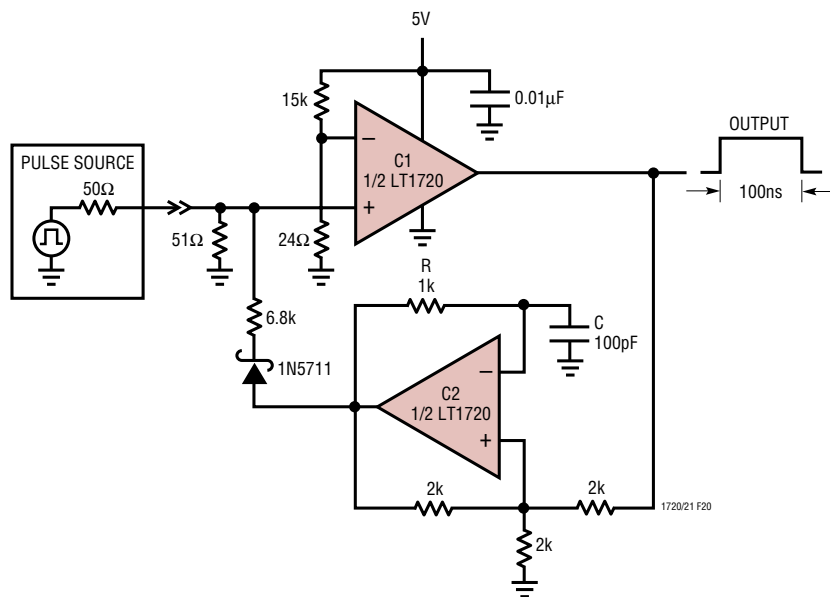 5V
15k
0.01μF
−
C1
1/2 LT1720
+
OUTPUT
100ns
PULSE SOURCE
50Ω
51Ω
24Ω
R
1k
6.8k
C
100pF
1N5711
−
C2
1/2 LT1720
+
2k
2k
1720/21 F20
2k